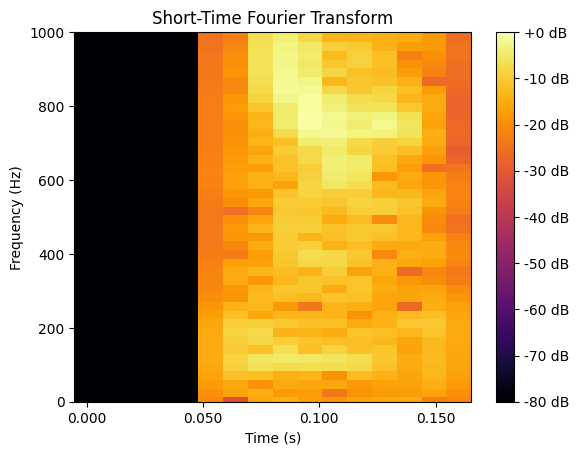 Short-Time Fourier Transform
1000
800
600
400
200
0
Frequency (Hz)
0.000
0.050
0.100
0.150
Time (s)
+0 dB
-10 dB
-20 dB
-30 dB
-40 dB
-50 dB
-60 dB
-70 dB
-80 dB